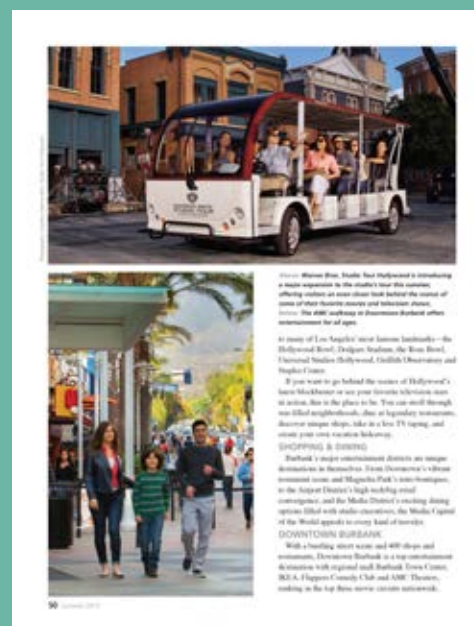 Above: Warner Bros. Studio Tour Hollywood is introducing
a major expansion to the studio's tour this summer,
offering visitors an even closer look behind the scenes of
some of their favorite movies and television shows.
Below: The AMC walkway in Downtown Burbank offers
entertainment for all ages.
to many of Los Angeles' most famous landmarks—the
Hollywood Bowl, Dodgers Stadium, the Rose Bowl,
Universal Studios Hollywood, Griffith Observatory and
Staples Center.
If you want to go behind the scenes of Hollywood's
latest blockbuster or see your favorite television stars
in action, this is the place to be. You can stroll through
star-filled neighborhoods, dine at legendary restaurants,
discover unique shops, take in a live TV taping, and
create your own vacation hideaway.
SHOPPING & DINING
Burbank's major entertainment districts are unique
destinations in themselves. From Downtown's vibrant
restaurant scene and Magnolia Park's retro boutiques,
to the Airport District's high-tech/big retail
convergence, and the Media District's exciting dining
options filled with studio executives, the Media Capital
of the World appeals to every kind of traveler.
DOWNTOWN BURBANK
With a bustling street scene and 400 shops and
restaurants, Downtown Burbank is a top entertainment
destination with regional mall Burbank Town Center,
IKEA, Flappers Comedy Club and AMC Theatres,
ranking in the top three movie circuits nationwide.
50